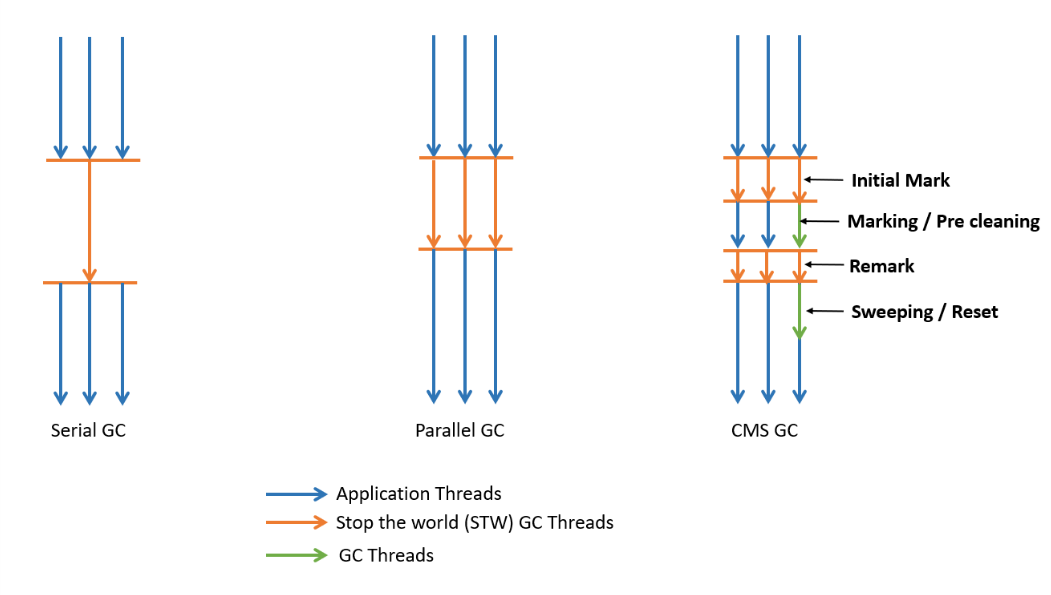 Initial Mark
Marking / Pre cleaning
Remark
Sweeping / Reset
Serial GC
Parallel GC
CMS GC
Application Threads
Stop the world (STW) GC Threads
GC Threads